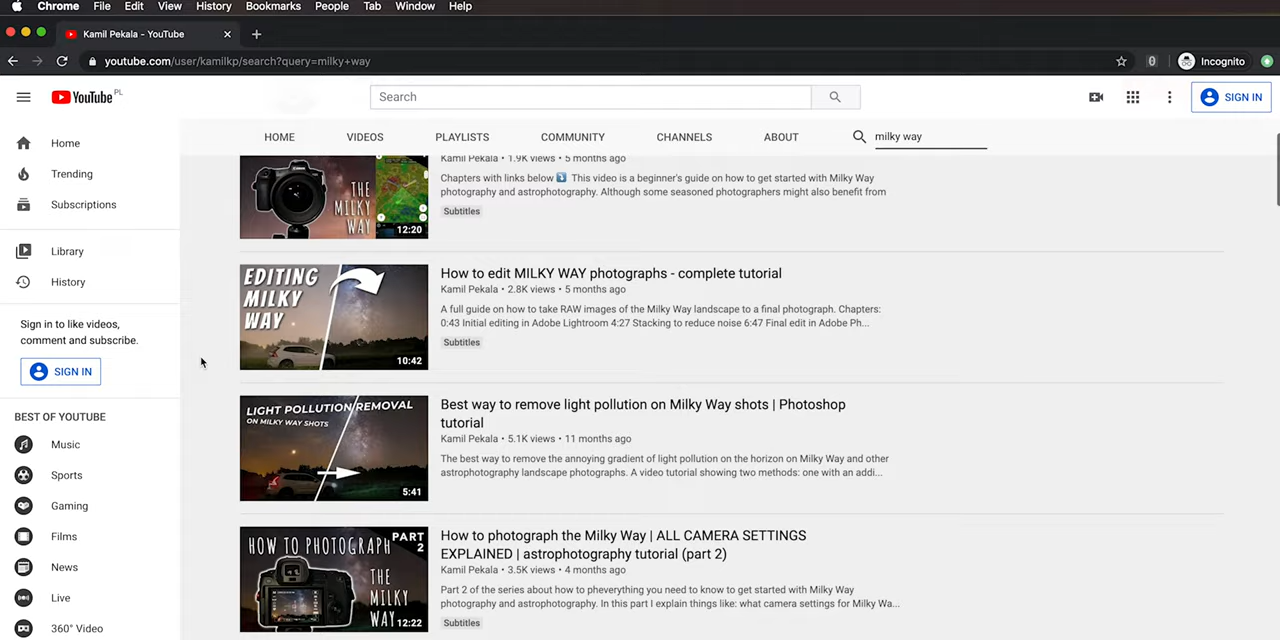 Chrome File Edit View History Bookmarks People Tab Window Help
Kamil Pekala - YouTube
youtube.com/user/kamilkp/search?query=milky+way
Incognito
YouTube PL
Search
SIGN IN
HOME VIDEOS PLAYLISTS COMMUNITY CHANNELS ABOUT milky way
Home
Trending
Subscriptions
Library
History
Sign in to like videos,
comment and subscribe.
SIGN IN
BEST OF YOUTUBE
Music
Sports
Gaming
Films
News
Live
360° Video
THE
MILKY
WAY
12:20
Kamil Pekala • 1.9K views • 5 months ago
Chapters with links below ⤵️ This video is a beginner's guide on how to get started with Milky Way
photography and astrophotography. Although some seasoned photographers might also benefit from
Subtitles
EDITING
MILKY
WAY
10:42
How to edit MILKY WAY photographs - complete tutorial
Kamil Pekala • 2.8K views • 5 months ago
A full guide on how to take RAW images of the Milky Way landscape to a final photograph. Chapters:
0:43 Initial editing in Adobe Lightroom 4:27 Stacking to reduce noise 6:47 Final edit in Adobe Ph...
Subtitles
LIGHT POLLUTION REMOVAL
ON MILKY WAY SHOTS
5:41
Best way to remove light pollution on Milky Way shots | Photoshop
tutorial
Kamil Pekala • 5.1K views • 11 months ago
The best way to remove the annoying gradient of light pollution on the horizon on Milky Way and other
astrophotography landscape photographs. A video tutorial showing two methods: one with an addi...
HOW TO PHOTOGRAPH
PART
2
THE
MILKY
WAY
12:22
How to photograph the Milky Way | ALL CAMERA SETTINGS
EXPLAINED | astrophotography tutorial (part 2)
Kamil Pekala • 3.5K views • 4 months ago
Part 2 of the series about how to pheverything you need to know to get started with Milky Way
photography and astrophotography. In this part I explain things like: what camera settings for Milky Wa...
Subtitles